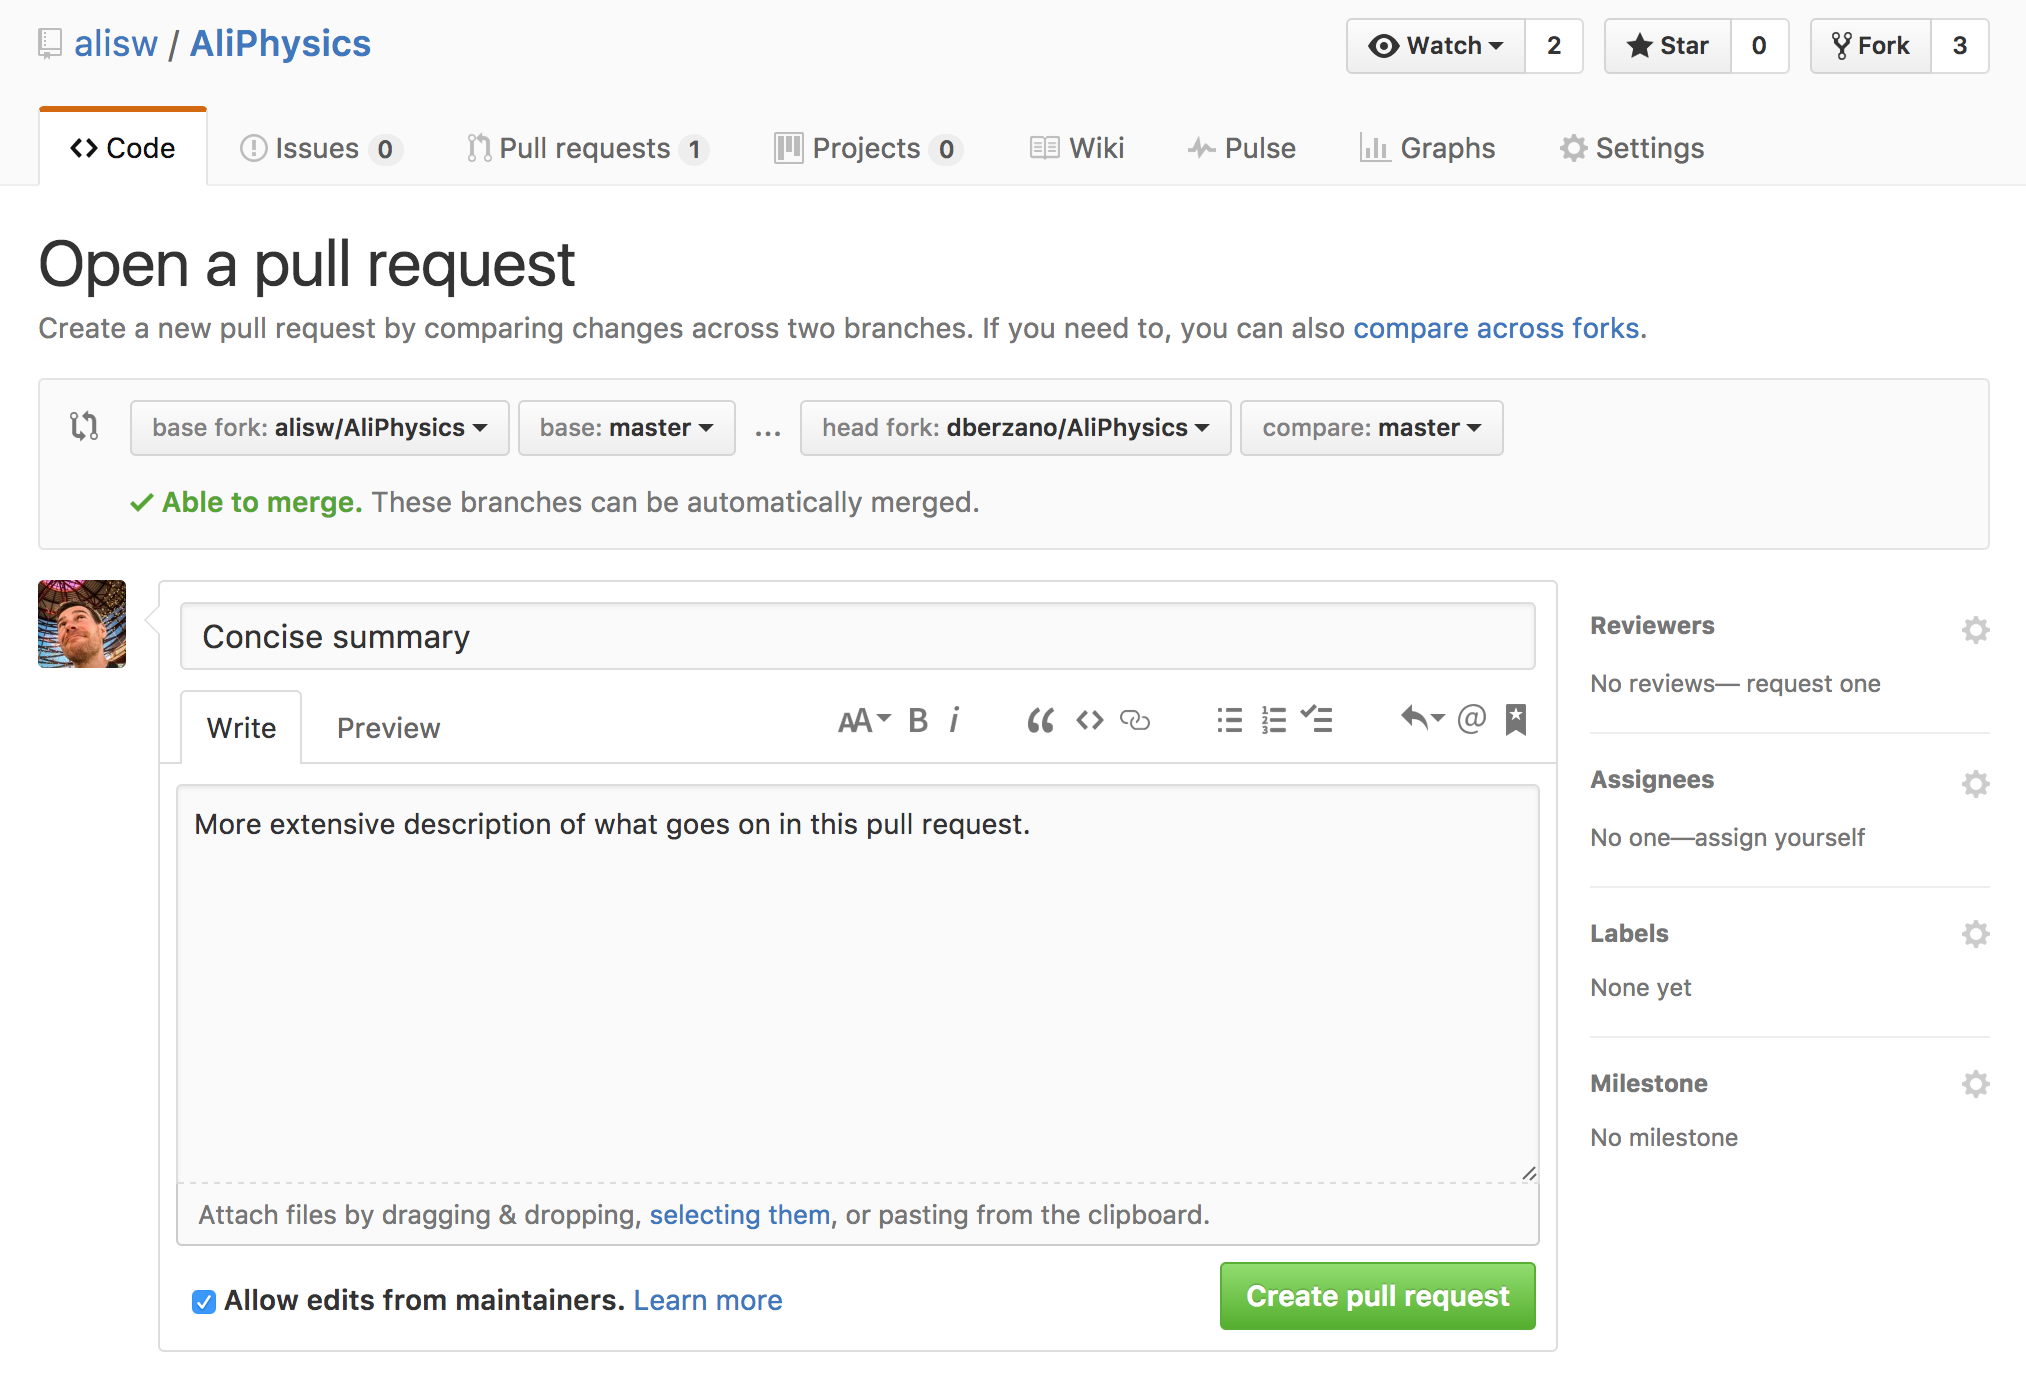 alisw / AliPhysics
Watch 2 Star 0 Fork 3
Code Issues 0 Pull requests 1 Projects 0 Wiki Pulse Graphs Settings
Open a pull request
Create a new pull request by comparing changes across two branches. If you need to, you can also compare across forks.
base fork: alisw/AliPhysics base: master ... head fork: dberzano/AliPhysics compare: master
Able to merge. These branches can be automatically merged.
Concise summary
Write Preview AA B i @
More extensive description of what goes on in this pull request.
Attach files by dragging & dropping, selecting them, or pasting from the clipboard.
Allow edits from maintainers. Learn more
Create pull request
Reviewers
No reviews— request one
Assignees
No one—assign yourself
Labels
None yet
Milestone
No milestone